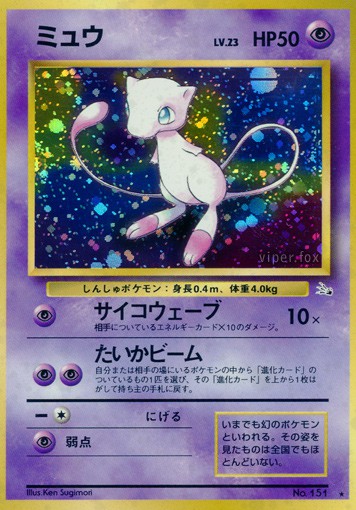 ミュウ LV.23 HP50
viper.fox
しんしゅポケモン：身長0.4m、体重4.0kg
サイコウェーブ 10×
相手についているエネルギーカード×10のダメージ。
たいかビーム
自分または相手の場にいるポケモンの中から「進化カード」の
ついているもの1匹を選び、その「進化カード」を上から1枚は
がして持ち主の手札に戻す。
ー にげる
弱点
いまでも幻のポケモン
といわれる。その姿を
見たものは全国でもほ
とんどいない。
Illus. Ken Sugimori No. 151